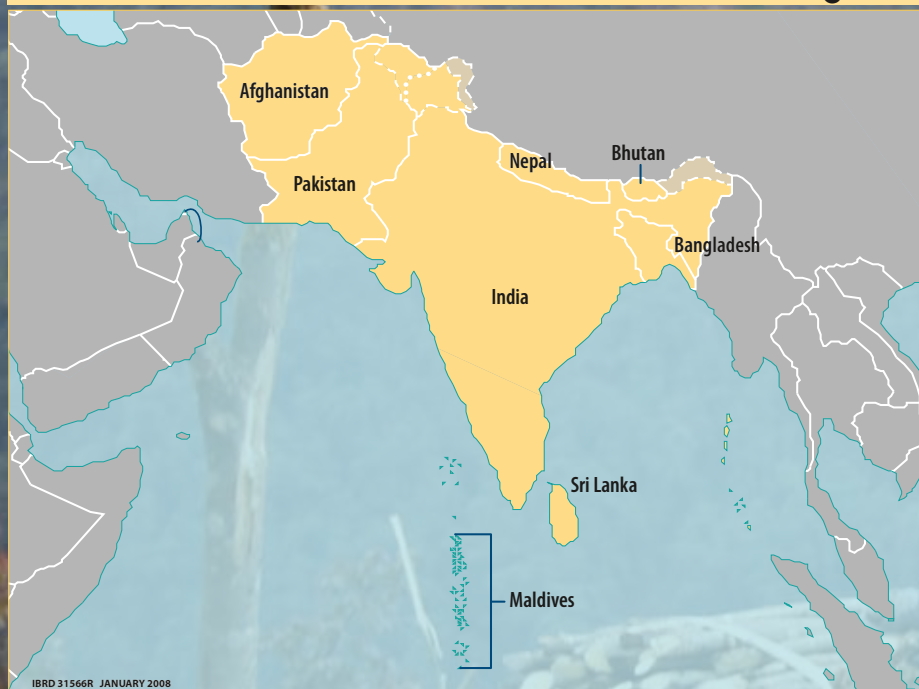 Afghanistan
Pakistan
Nepal
Bhutan
Bangladesh
India
Sri Lanka
Maldives
IBRD 31566R JANUARY 2008